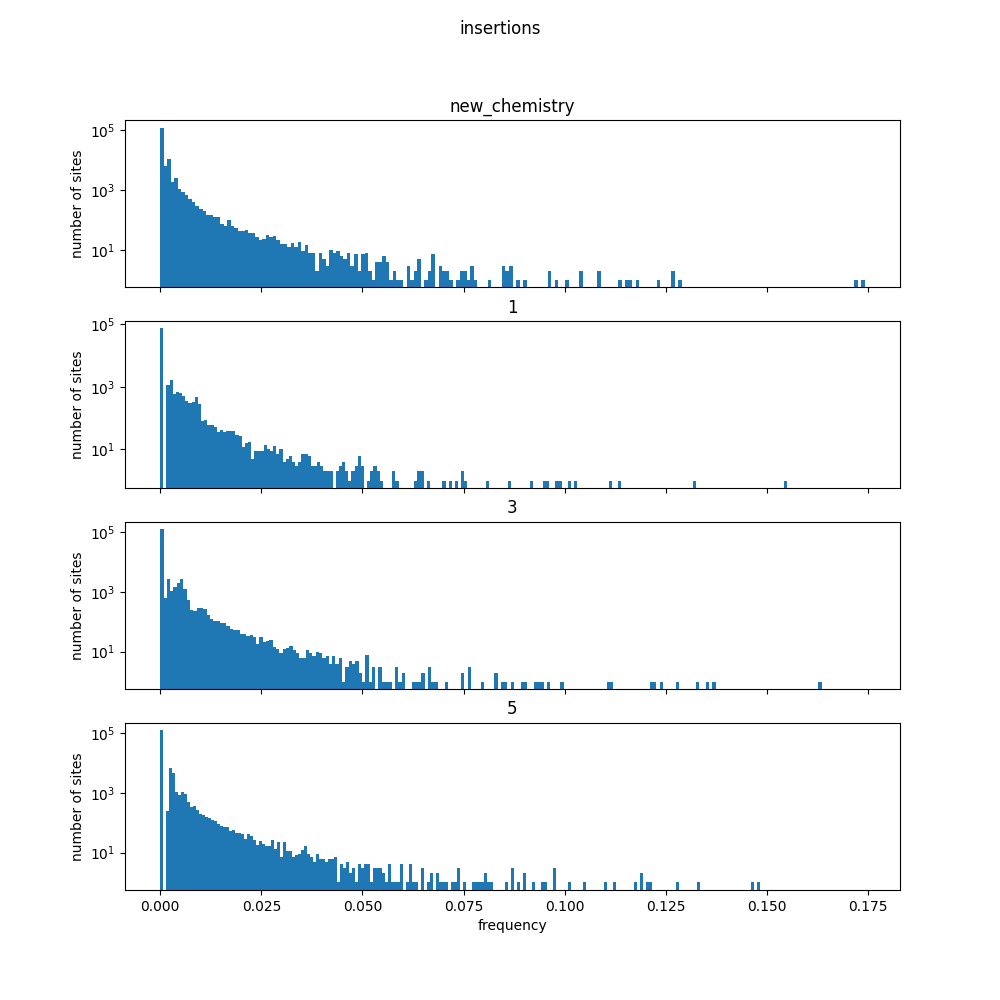 insertions
new_chemistry
number of sites
10^5
10^3
10^1
1
number of sites
10^5
10^3
10^1
3
number of sites
10^5
10^3
10^1
5
number of sites
10^5
10^3
10^1
0.000 0.025 0.050 0.075 0.100 0.125 0.150 0.175
frequency